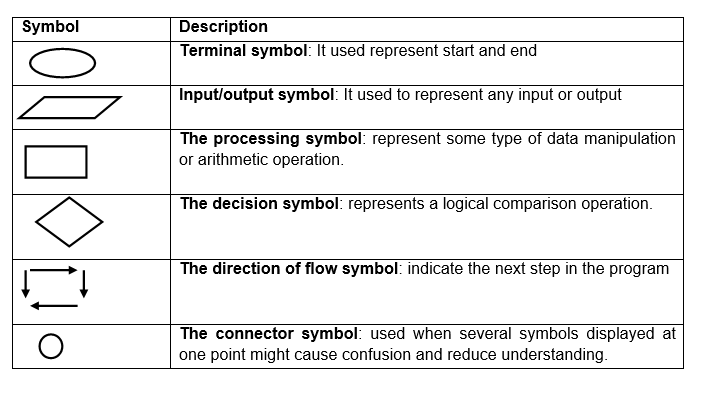 Symbol Description
Terminal symbol: It used represent start and end
Input/output symbol: It used to represent any input or output
The processing symbol: represent some type of data manipulation
or arithmetic operation.
The decision symbol: represents a logical comparison operation.
The direction of flow symbol: indicate the next step in the program
The connector symbol: used when several symbols displayed at
one point might cause confusion and reduce understanding.